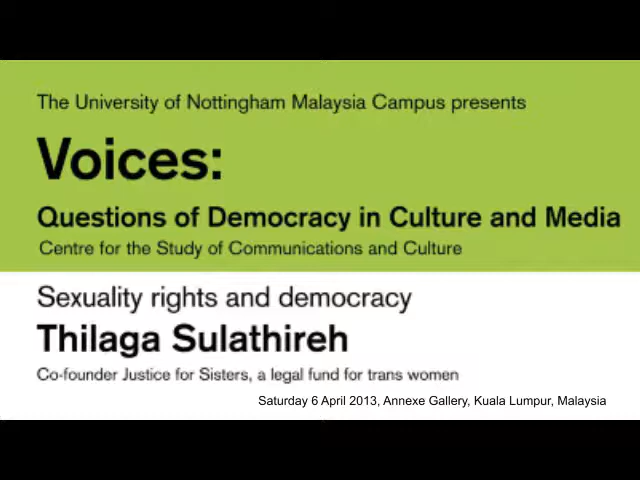 The University of Nottingham Malaysia Campus presents
Voices:
Questions of Democracy in Culture and Media
Centre for the Study of Communications and Culture
Sexuality rights and democracy
Thilaga Sulathireh
Co-founder Justice for Sisters, a legal fund for trans women
Saturday 6 April 2013, Annexe Gallery, Kuala Lumpur, Malaysia